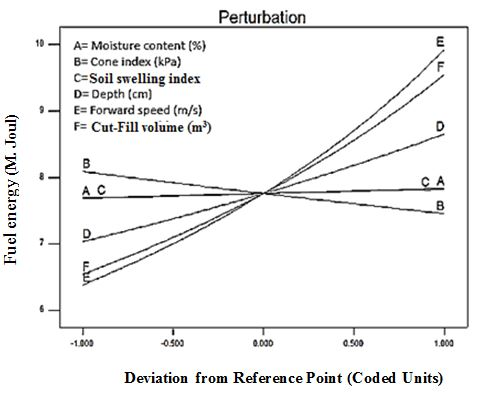 Perturbation
A= Moisture content (%)
B= Cone index (kPa)
C= Soil swelling index
D= Depth (cm)
E= Forward speed (m/s)
F= Cut-Fill volume (m³)
Fuel energy (M. Joul)
10
9
8
7
6
B
A C
D
F
E
E
F
D
C A
B
-1.000
-0.500
0.000
0.500
1.000
Deviation from Reference Point (Coded Units)